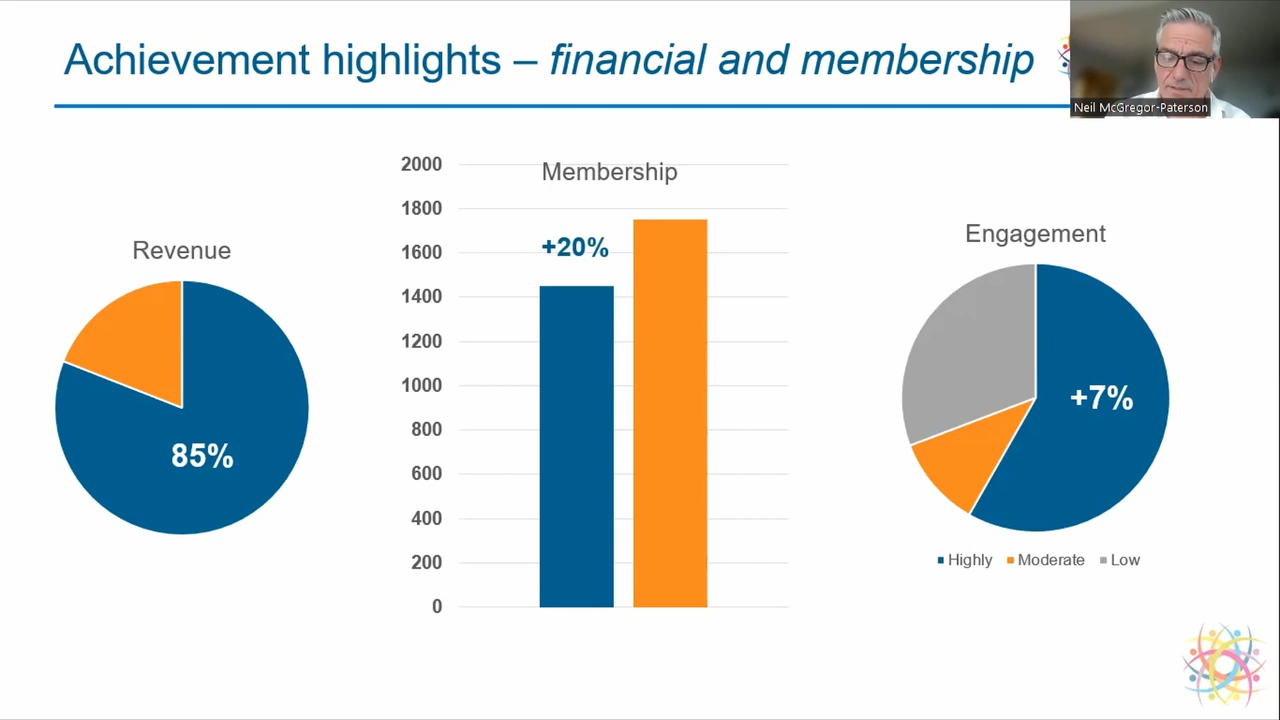 Achievement highlights – financial and membership
Neil McGregor-Paterson
Revenue
85%
Membership
+20%
2000
1800
1600
1400
1200
1000
800
600
400
200
0
Engagement
+7%
Highly Moderate Low